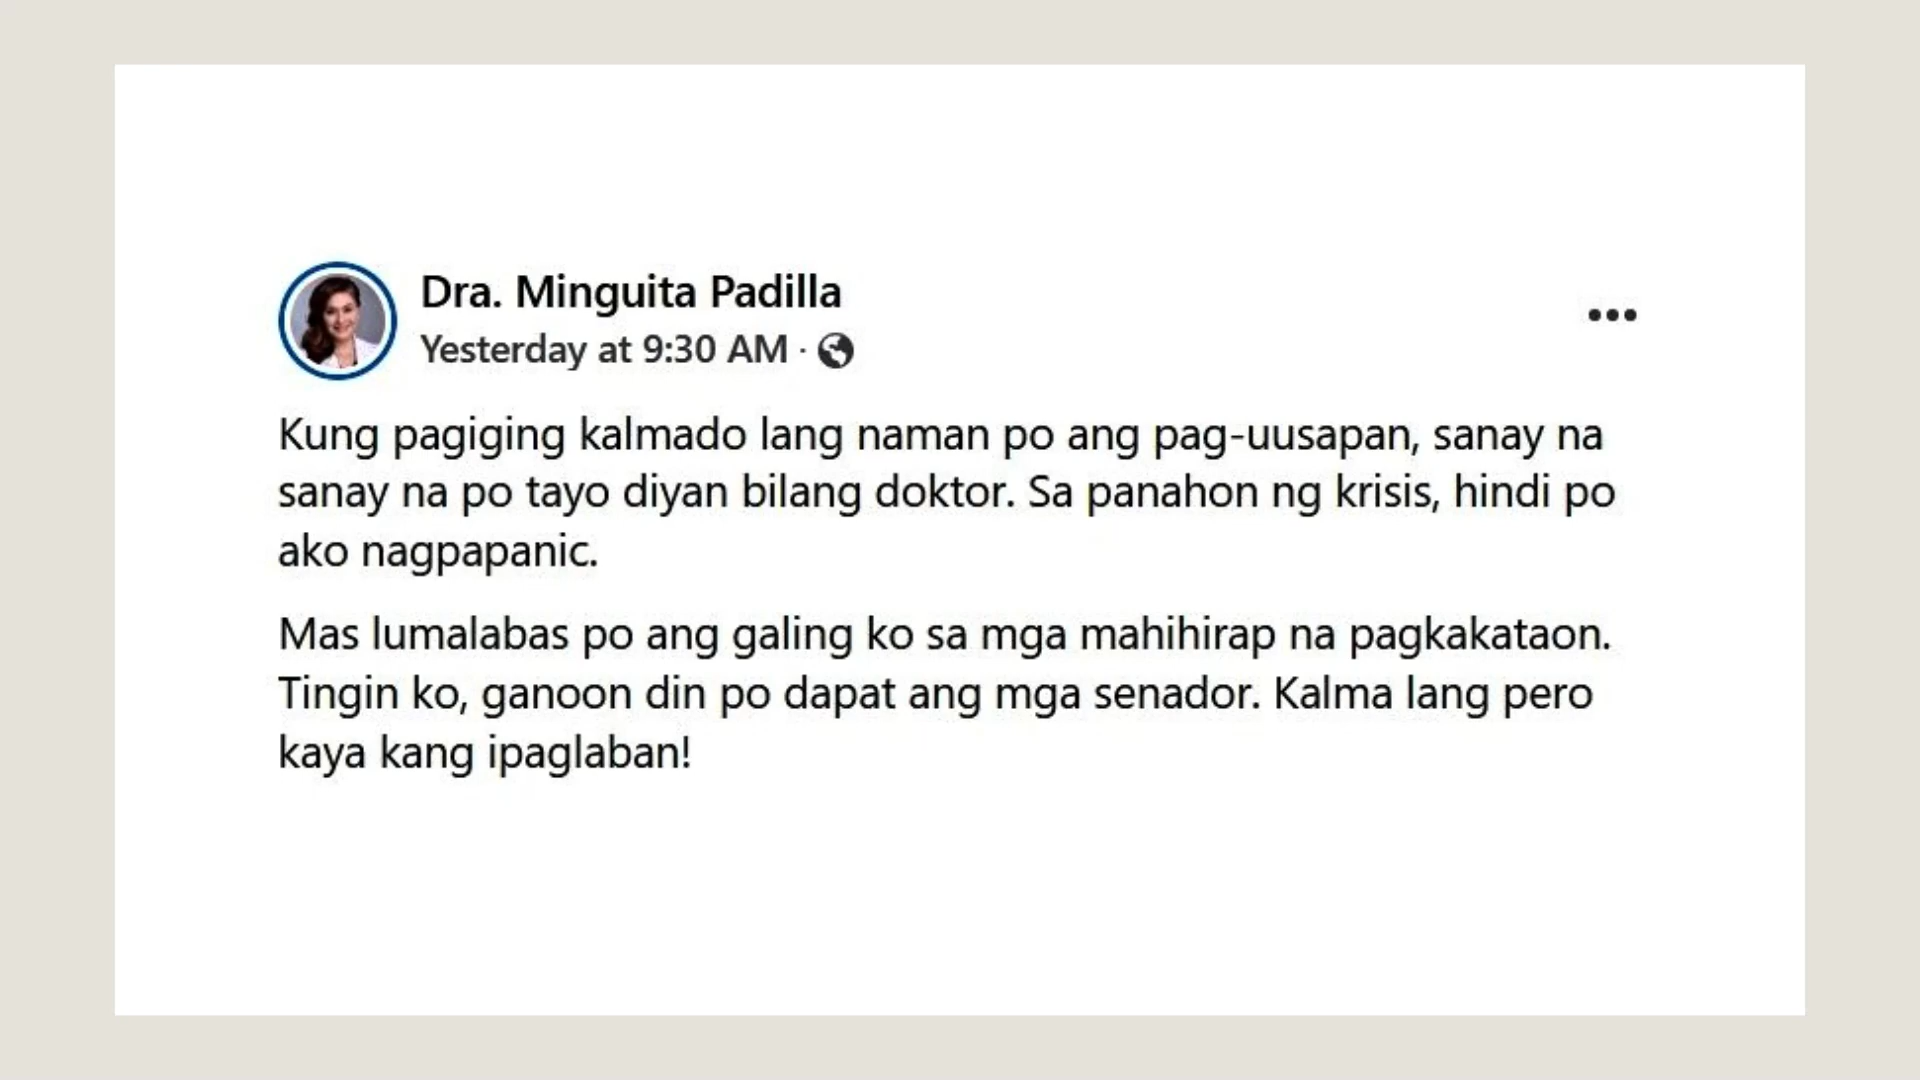 Dra. Minguita Padilla
Yesterday at 9:30 AM ·
Kung pagiging kalmado lang naman po ang pag-uusapan, sanay na
sanay na po tayo diyan bilang doktor. Sa panahon ng krisis, hindi po
ako nagpapanic.
Mas lumalabas po ang galing ko sa mga mahihirap na pagkakataon.
Tingin ko, ganoon din po dapat ang mga senador. Kalma lang pero
kaya kang ipaglaban!